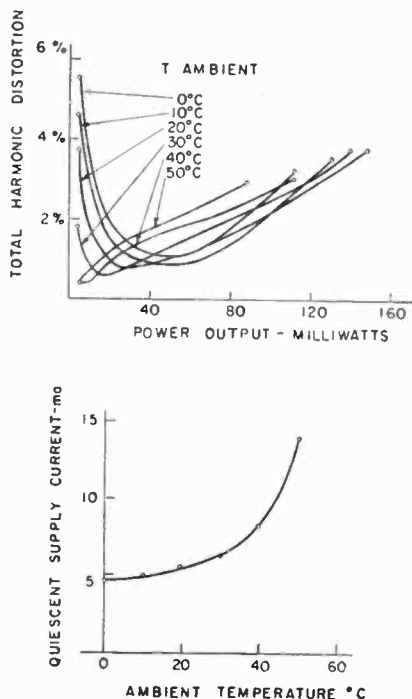 6%
4%
2%
TOTAL HARMONIC DISTORTION
T AMBIENT
0°C
10°C
20°C
30°C
40°C
50°C
40
80
120
160
POWER OUTPUT - MILLIWATTS
15
10
5
QUIESCENT SUPPLY CURRENT-ma
0
20
40
60
AMBIENT TEMPERATURE °C